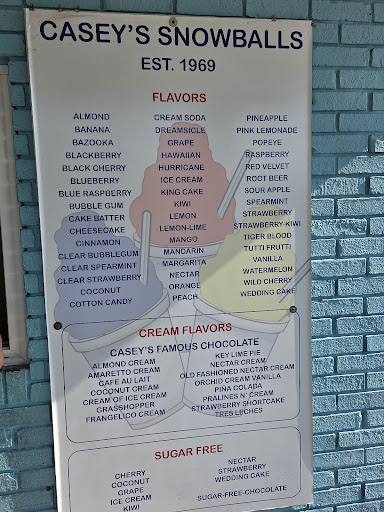 CASEY'S SNOWBALLS
EST. 1969
FLAVORS
ALMOND
BANANA
BAZOOKA
BLACKBERRY
BLACK CHERRY
BLUEBERRY
BLUE RASPBERRY
BUBBLE GUM
CAKE BATTER
CHEESECAKE
CINNAMON
CLEAR BUBBLEGUM
CLEAR SPEARMINT
CLEAR STRAWBERRY
COCONUT
COTTON CANDY
CREAM SODA
DREAMSICLE
GRAPE
HAWAIIAN
HURRICANE
ICE CREAM
KING CAKE
KIWI
LEMON
LEMON-LIME
MANGO
MANDARIN
MARGARITA
NECTAR
ORANGE
PEACH
PINEAPPLE
PINK LEMONADE
POPEYE
RASPBERRY
RED VELVET
ROOT BEER
SOUR APPLE
SPEARMINT
STRAWBERRY
STRAWBERRY-KIWI
TIGER BLOOD
TUTTI FRUTTI
VANILLA
WATERMELON
WILD CHERRY
WEDDING CAKE
CREAM FLAVORS
CASEY'S FAMOUS CHOCOLATE
ALMOND CREAM
AMARETTO CREAM
CAFE AU LAIT
COCONUT CREAM
CREAM OF ICE CREAM
GRASSHOPPER
FRANGELICO CREAM
KEY LIME PIE
NECTAR CREAM
OLD FASHIONED NECTAR CREAM
ORCHID CREAM VANILLA
PINA COLADA
PRALINES N' CREAM
STRAWBERRY SHORTCAKE
TRES LECHES
SUGAR FREE
CHERRY
COCONUT
GRAPE
ICE CREAM
KIWI
NECTAR
STRAWBERRY
WEDDING CAKE
SUGAR-FREE-CHOCOLATE